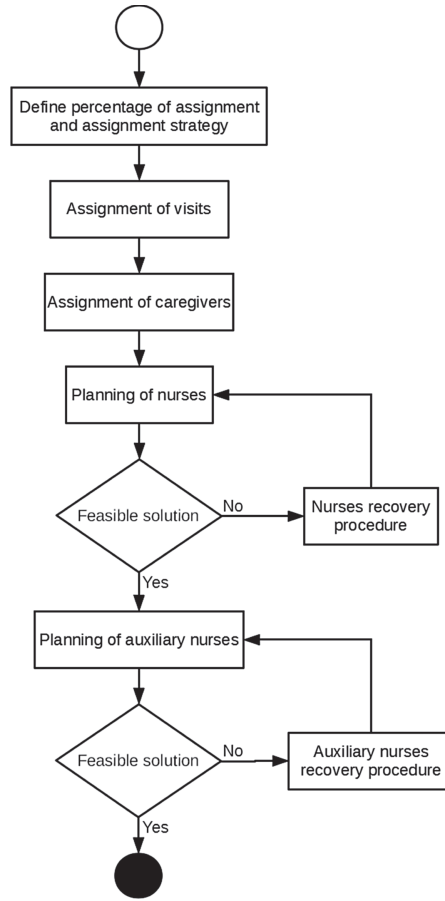 Define percentage of assignment
and assignment strategy
Assignment of visits
Assignment of caregivers
Planning of nurses
Feasible solution
No
Nurses recovery
procedure
Yes
Planning of auxiliary nurses
Feasible solution
No
Auxiliary nurses
recovery procedure
Yes